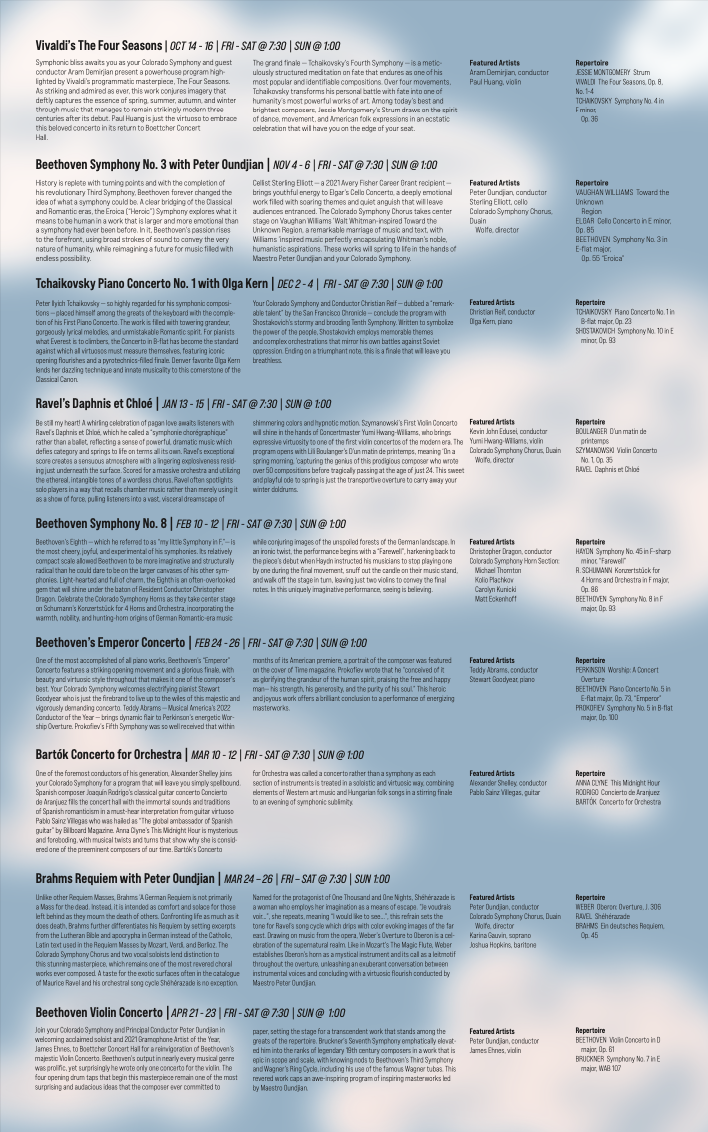 Vivaldi's The Four Seasons | OCT 14 - 16 | FRI - SAT @ 7:30 | SUN @ 1:00
Symphonic bliss awaits you as your Colorado Symphony and guest
conductor Aram Demirjian present a powerhouse program high-
lighted by Vivaldi's programmatic masterpiece, The Four Seasons.
As striking and admired as ever, this work conjures imagery that
deftly captures the essence of spring, summer, autumn, and winter
through music that manages to remain strikingly modern three
centuries after its debut. Paul Huang is just the virtuoso to embrace
this beloved concerto in its return to Boettcher Concert
Hall.
The grand finale — Tchaikovsky's Fourth Symphony — is a metic-
ulously structured meditation on fate that endures as one of his
most popular and identifiable compositions. Over four movements,
Tchaikovsky transforms his personal battle with fate into one of
humanity's most powerful works of art. Among today's best and
brightest composers, Jessie Montgomery's Strum draws on the spirit
of dance, movement, and American folk expressions in an ecstatic
celebration that will have you on the edge of your seat.
Featured Artists
Aram Demirjian, conductor
Paul Huang, violin
Repertoire
JESSIE MONTGOMERY Strum
VIVALDI The Four Seasons, Op. 8,
No. 1-4
TCHAIKOVSKY Symphony No. 4 in
F minor,
Op. 36
Beethoven Symphony No. 3 with Peter Oundjian | NOV 4 - 6 | FRI - SAT @ 7:30 | SUN @ 1:00
History is replete with turning points and with the completion of
his revolutionary Third Symphony, Beethoven forever changed the
idea of what a symphony could be. A clear bridging of the Classical
and Romantic eras, the Eroica ("Heroic") Symphony explores what it
means to be human in a work that is larger and more emotional than
a symphony had ever been before. In it, Beethoven's passion rises
to the forefront, using broad strokes of sound to convey the very
nature of humanity, while reimagining a future for music filled with
endless possibility.
Cellist Sterling Elliott — a 2021 Avery Fisher Career Grant recipient —
brings youthful energy to Elgar's Cello Concerto, a deeply emotional
work filled with soaring themes and quiet anguish that will leave
audiences entranced. The Colorado Symphony Chorus takes center
stage on Vaughan Williams 'Walt Whitman-inspired Toward the
Unknown Region, a remarkable marriage of music and text, with
Williams 'inspired music perfectly encapsulating Whitman's noble,
humanistic aspirations. These works will spring to life in the hands of
Maestro Peter Oundjian and your Colorado Symphony.
Featured Artists
Peter Oundjian, conductor
Sterling Elliott, cello
Colorado Symphony Chorus,
Duain
Wolfe, director
Repertoire
VAUGHAN WILLIAMS Toward the
Unknown
Region
ELGAR Cello Concerto in E minor,
Op. 85
BEETHOVEN Symphony No. 3 in
E-flat major,
Op. 55 "Eroica"
Tchaikovsky Piano Concerto No. 1 with Olga Kern | DEC 2 - 4 | FRI - SAT @ 7:30 | SUN @ 1:00
Peter Ilyich Tchaikovsky — so highly regarded for his symphonic composi-
tions — placed himself among the greats of the keyboard with the comple-
tion of his First Piano Concerto. The work is filled with towering grandeur,
gorgeously lyrical melodies, and unmistakable Romantic spirit. For pianists
what Everest is to climbers, the Concerto in B-flat has become the standard
against which all virtuosos must measure themselves, featuring iconic
opening flourishes and a pyrotechnics-filled finale. Denver favorite Olga Kern
lends her dazzling technique and innate musicality to this cornerstone of the
Classical Canon.
Your Colorado Symphony and Conductor Christian Reif — dubbed a "remark-
able talent" by the San Francisco Chronicle — conclude the program with
Shostakovich's stormy and brooding Tenth Symphony. Written to symbolize
the power of the people, Shostakovich employs memorable themes
and complex orchestrations that mirror his own battles against Soviet
oppression. Ending on a triumphant note, this is a finale that will leave you
breathless.
Featured Artists
Christian Reif, conductor
Olga Kern, piano
Repertoire
TCHAIKOVSKY Piano Concerto No. 1 in
B-flat major, Op. 23
SHOSTAKOVICH Symphony No. 10 in E
minor, Op. 93
Ravel's Daphnis et Chloé | JAN 13 - 15 | FRI - SAT @ 7:30 | SUN @ 1:00
Be still my heart! A whirling celebration of pagan love awaits listeners with
Ravel's Daphnis et Chloé, which he called a "symphonie chorégraphique"
rather than a ballet, reflecting a sense of powerful, dramatic music which
defies category and springs to life on terms all its own. Ravel's exceptional
score creates a sensuous atmosphere with a lingering explosiveness resid-
ing just underneath the surface. Scored for a massive orchestra and utilizing
the ethereal, intangible tones of a wordless chorus, Ravel often spotlights
solo players in a way that recalls chamber music rather than merely using it
as a show of force, pulling listeners into a vast, visceral dreamscape of
shimmering colors and hypnotic motion. Szymanowski's First Violin Concerto
will shine in the hands of Concertmaster Yumi Hwang-Williams, who brings
expressive virtuosity to one of the first violin concertos of the modern era. The
program opens with Lili Boulanger's D'un matin de printemps, meaning 'On a
spring morning, 'capturing the genius of this prodigious composer who wrote
over 50 compositions before tragically passing at the age of just 24. This sweet
and playful ode to spring is just the transportive overture to carry away your
winter doldrums.
Featured Artists
Kevin John Edusei, conductor
Yumi Hwang-Williams, violin
Colorado Symphony Chorus, Duain
Wolfe, director
Repertoire
BOULANGER D'un matin de
printemps
SZYMANOWSKI Violin Concerto
No. 1, Op. 35
RAVEL Daphnis et Chloé
Beethoven Symphony No. 8 | FEB 10 - 12 | FRI - SAT @ 7:30 | SUN @ 1:00
Beethoven's Eighth — which he referred to as "my little Symphony in F."— is
the most cheery, joyful, and experimental of his symphonies. Its relatively
compact scale allowed Beethoven to be more imaginative and structurally
radical than he could dare to be on the larger canvases of his other sym-
phonies. Light-hearted and full of charm, the Eighth is an often-overlooked
gem that will shine under the baton of Resident Conductor Christopher
Dragon. Celebrate the Colorado Symphony Horns as they take center stage
on Schumann's Konzertstück for 4 Horns and Orchestra, incorporating the
warmth, nobility, and hunting-horn origins of German Romantic-era music
while conjuring images of the unspoiled forests of the German landscape. In
an ironic twist, the performance begins with a "Farewell", harkening back to
the piece's debut when Haydn instructed his musicians to stop playing one
by one during the final movement, snuff out the candle on their music stand,
and walk off the stage in turn, leaving just two violins to convey the final
notes. In this uniquely imaginative performance, seeing is believing.
Featured Artists
Christopher Dragon, conductor
Colorado Symphony Horn Section:
Michael Thornton
Kolio Plachkov
Carolyn Kunicki
Matt Eckenhoff
Repertoire
HAYDN Symphony No. 45 in F-sharp
minor, "Farewell"
R. SCHUMANN Konzertstück for
4 Horns and Orchestra in F major,
Op. 86
BEETHOVEN Symphony No. 8 in F
major, Op. 93
Beethoven's Emperor Concerto | FEB 24 - 26 | FRI - SAT @ 7:30 | SUN @ 1:00
One of the most accomplished of all piano works, Beethoven's "Emperor"
Concerto features a striking opening movement and a glorious finale, with
beauty and virtuosic style throughout that makes it one of the composer's
best. Your Colorado Symphony welcomes electrifying pianist Stewart
Goodyear who is just the firebrand to live up to the wiles of this majestic and
vigorously demanding concerto. Teddy Abrams — Musical America's 2022
Conductor of the Year — brings dynamic flair to Perkinson's energetic Wor-
ship Overture. Prokofiev's Fifth Symphony was so well received that within
months of its American premiere, a portrait of the composer was featured
on the cover of Time magazine. Prokofiev wrote that he "conceived of it
as glorifying the grandeur of the human spirit, praising the free and happy
man— his strength, his generosity, and the purity of his soul." This heroic
and joyous work offers a brilliant conclusion to a performance of energizing
masterworks.
Featured Artists
Teddy Abrams, conductor
Stewart Goodyear, piano
Repertoire
PERKINSON Worship: A Concert
Overture
BEETHOVEN Piano Concerto No. 5 in
E-flat major, Op. 73, "Emperor"
PROKOFIEV Symphony No. 5 in B-flat
major, Op. 100
Bartók Concerto for Orchestra | MAR 10 - 12 | FRI - SAT @ 7:30 | SUN @ 1:00
One of the foremost conductors of his generation, Alexander Shelley joins
your Colorado Symphony for a program that will leave you simply spellbound.
Spanish composer Joaquin Rodrigo's classical guitar concerto Concierto
de Aranjuez fills the concert hall with the immortal sounds and traditions
of Spanish romanticism in a must-hear interpretation from guitar virtuoso
Pablo Sainz Villegas who was hailed as "The global ambassador of Spanish
guitar" by Billboard Magazine. Anna Clyne's This Midnight Hour is mysterious
and foreboding, with musical twists and turns that show why she is consid-
ered one of the preeminent composers of our time. Bartók's Concerto
for Orchestra was called a concerto rather than a symphony as each
section of instruments is treated in a soloistic and virtuosic way, combining
elements of Western art music and Hungarian folk songs in a stirring finale
to an evening of symphonic sublimity.
Featured Artists
Alexander Shelley, conductor
Pablo Sainz Villegas, guitar
Repertoire
ANNA CLYNE This Midnight Hour
RODRIGO Concierto de Aranjuez
BARTÓK Concerto for Orchestra
Brahms Requiem with Peter Oundjian | MAR 24 – 26 | FRI – SAT @ 7:30 | SUN 1:00
Unlike other Requiem Masses, Brahms 'A German Requiem is not primarily
a Mass for the dead. Instead, it is intended as comfort and solace for those
left behind as they mourn the death of others. Confronting life as much as it
does death, Brahms further differentiates his Requiem by setting excerpts
from the Lutheran Bible and apocrypha in German instead of the Catholic,
Latin text used in the Requiem Masses by Mozart, Verdi, and Berlioz. The
Colorado Symphony Chorus and two vocal soloists lend distinction to
this stunning masterpiece, which remains one of the most revered choral
works ever composed. A taste for the exotic surfaces often in the catalogue
of Maurice Ravel and his orchestral song cycle Shéhérazade is no exception.
Named for the protagonist of One Thousand and One Nights, Shéhérazade is
a woman who employs her imagination as a means of escape. "Je voudrais
voir…", she repeats, meaning "I would like to see…", this refrain sets the
tone for Ravel's song cycle which drips with color evoking images of the far
east. Drawing on music from the opera, Weber's Overture to Oberon is a cel-
ebration of the supernatural realm. Like in Mozart's The Magic Flute, Weber
establishes Oberon's horn as a mystical instrument and its call as a leitmotif
throughout the overture, unleashing an exuberant conversation between
instrumental voices and concluding with a virtuosic flourish conducted by
Maestro Peter Oundjian.
Featured Artists
Peter Oundjian, conductor
Colorado Symphony Chorus, Duain
Wolfe, director
Karina Gauvin, soprano
Joshua Hopkins, baritone
Repertoire
WEBER Oberon: Overture, J. 306
RAVEL Shéhérazade
BRAHMS Ein deutsches Requiem,
Op. 45
Beethoven Violin Concerto | APR 21 - 23 | FRI - SAT @ 7:30 | SUN @ 1:00
Join your Colorado Symphony and Principal Conductor Peter Oundjian in
welcoming acclaimed soloist and 2021 Gramophone Artist of the Year,
James Ehnes, to Boettcher Concert Hall for a reinvigoration of Beethoven's
majestic Violin Concerto. Beethoven's output in nearly every musical genre
was prolific, yet surprisingly he wrote only one concerto for the violin. The
four opening drum taps that begin this masterpiece remain one of the most
surprising and audacious ideas that the composer ever committed to
paper, setting the stage for a transcendent work that stands among the
greats of the repertoire. Bruckner's Seventh Symphony emphatically elevat-
ed him into the ranks of legendary 19th century composers in a work that is
epic in scope and scale, with knowing nods to Beethoven's Third Symphony
and Wagner's Ring Cycle, including his use of the famous Wagner tubas. This
revered work caps an awe-inspiring program of inspiring masterworks led
by Maestro Oundjian.
Featured Artists
Peter Oundjian, conductor
James Ehnes, violin
Repertoire
BEETHOVEN Violin Concerto in D
major, Op. 61
BRUCKNER Symphony No. 7 in E
major, WAB 107